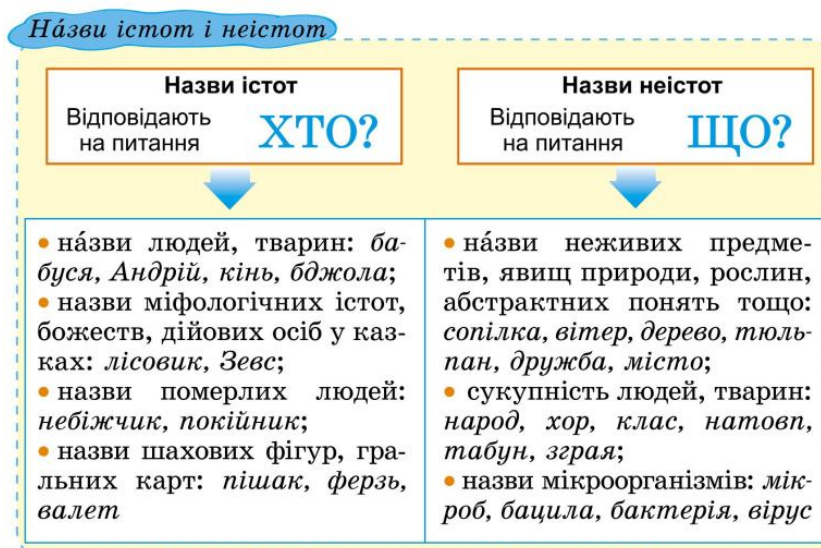 На́зви істот і неістот
Назви істот
Відповідають
на питання
ХТО?
Назви неістот
Відповідають
на питання
ЩО?
• на́зви людей, тварин: ба-
буся, Андрій, кінь, бджола;
• назви міфологічних істот,
божеств, дійових осіб у каз-
ках: лісовик, Зевс;
• назви померлих людей:
небіжчик, покійник;
• назви шахових фігур, гра-
льних карт: пішак, ферзь,
валет
• на́зви неживих предме-
тів, явищ природи, рослин,
абстрактних понять тощо:
сопілка, вітер, дерево, тюль-
пан, дружба, місто;
• сукупність людей, тварин:
народ, хор, клас, натовп,
табун, зграя;
• назви мікроорганізмів: мік-
роб, бацила, бактерія, вірус